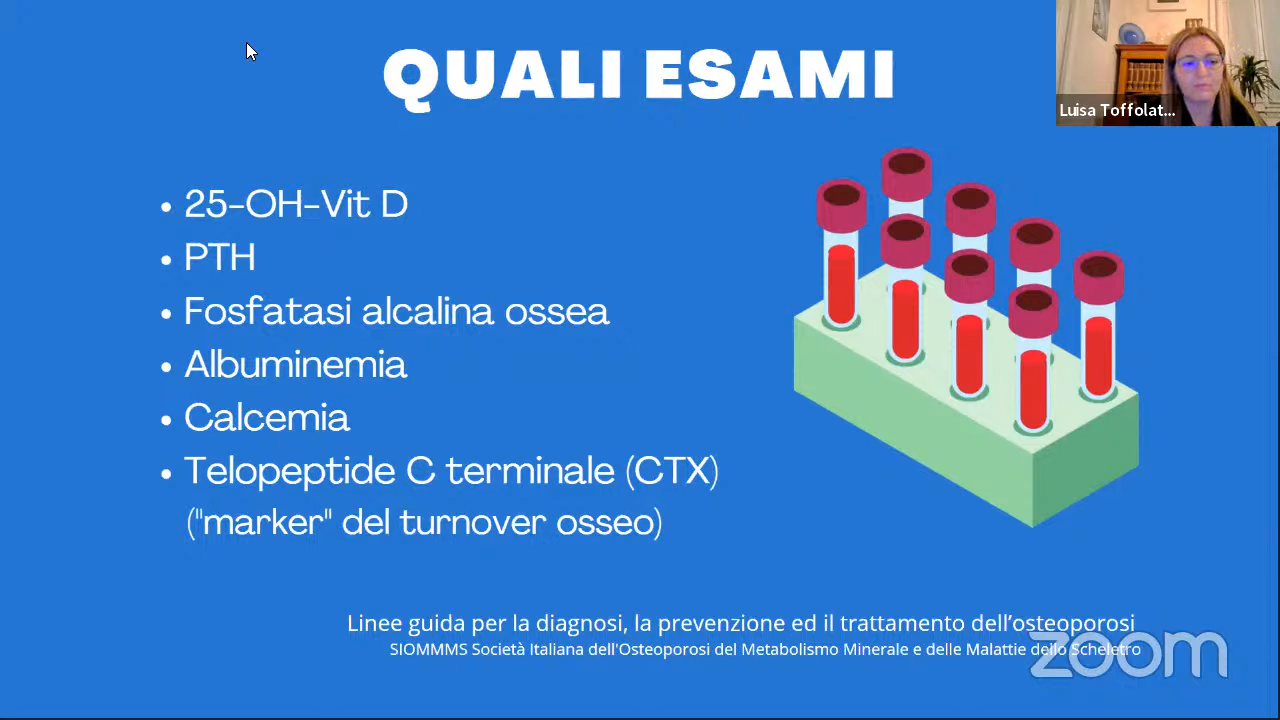 QUALI ESAMI
Luisa Toffolat...
• 25-OH-Vit D
• PTH
• Fosfatasi alcalina ossea
• Albuminemia
• Calcemia
• Telopeptide C terminale (CTX)
("marker" del turnover osseo)
Linee guida per la diagnosi, la prevenzione ed il trattamento dell'osteoporosi
SIOMMMS Società Italiana dell'Osteoporosi del Metabolismo Minerale e delle Malattie dello Scheletro
zoom